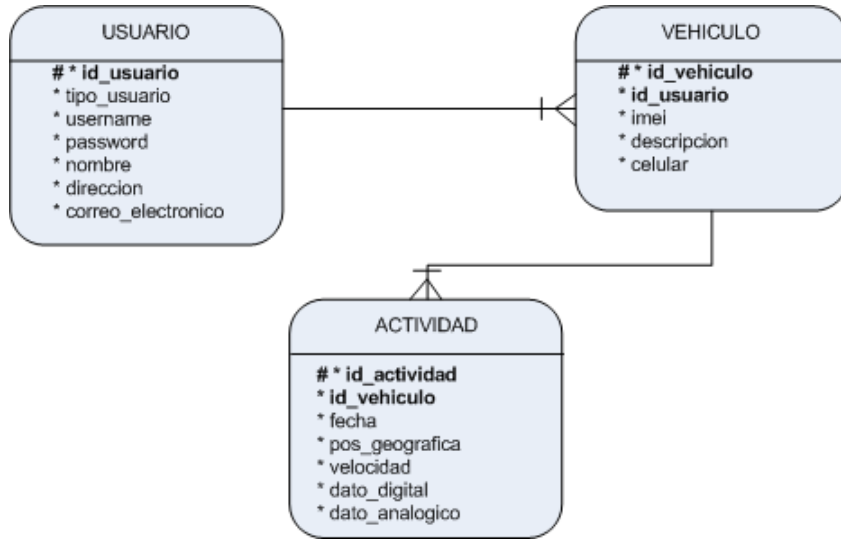 USUARIO
# * id_usuario
* tipo_usuario
* username
* password
* nombre
* direccion
* correo_electronico
VEHICULO
# * id_vehiculo
* id_usuario
* imei
* descripcion
* celular
ACTIVIDAD
# * id_actividad
* id_vehiculo
* fecha
* pos_geografica
* velocidad
* dato_digital
* dato_analogico